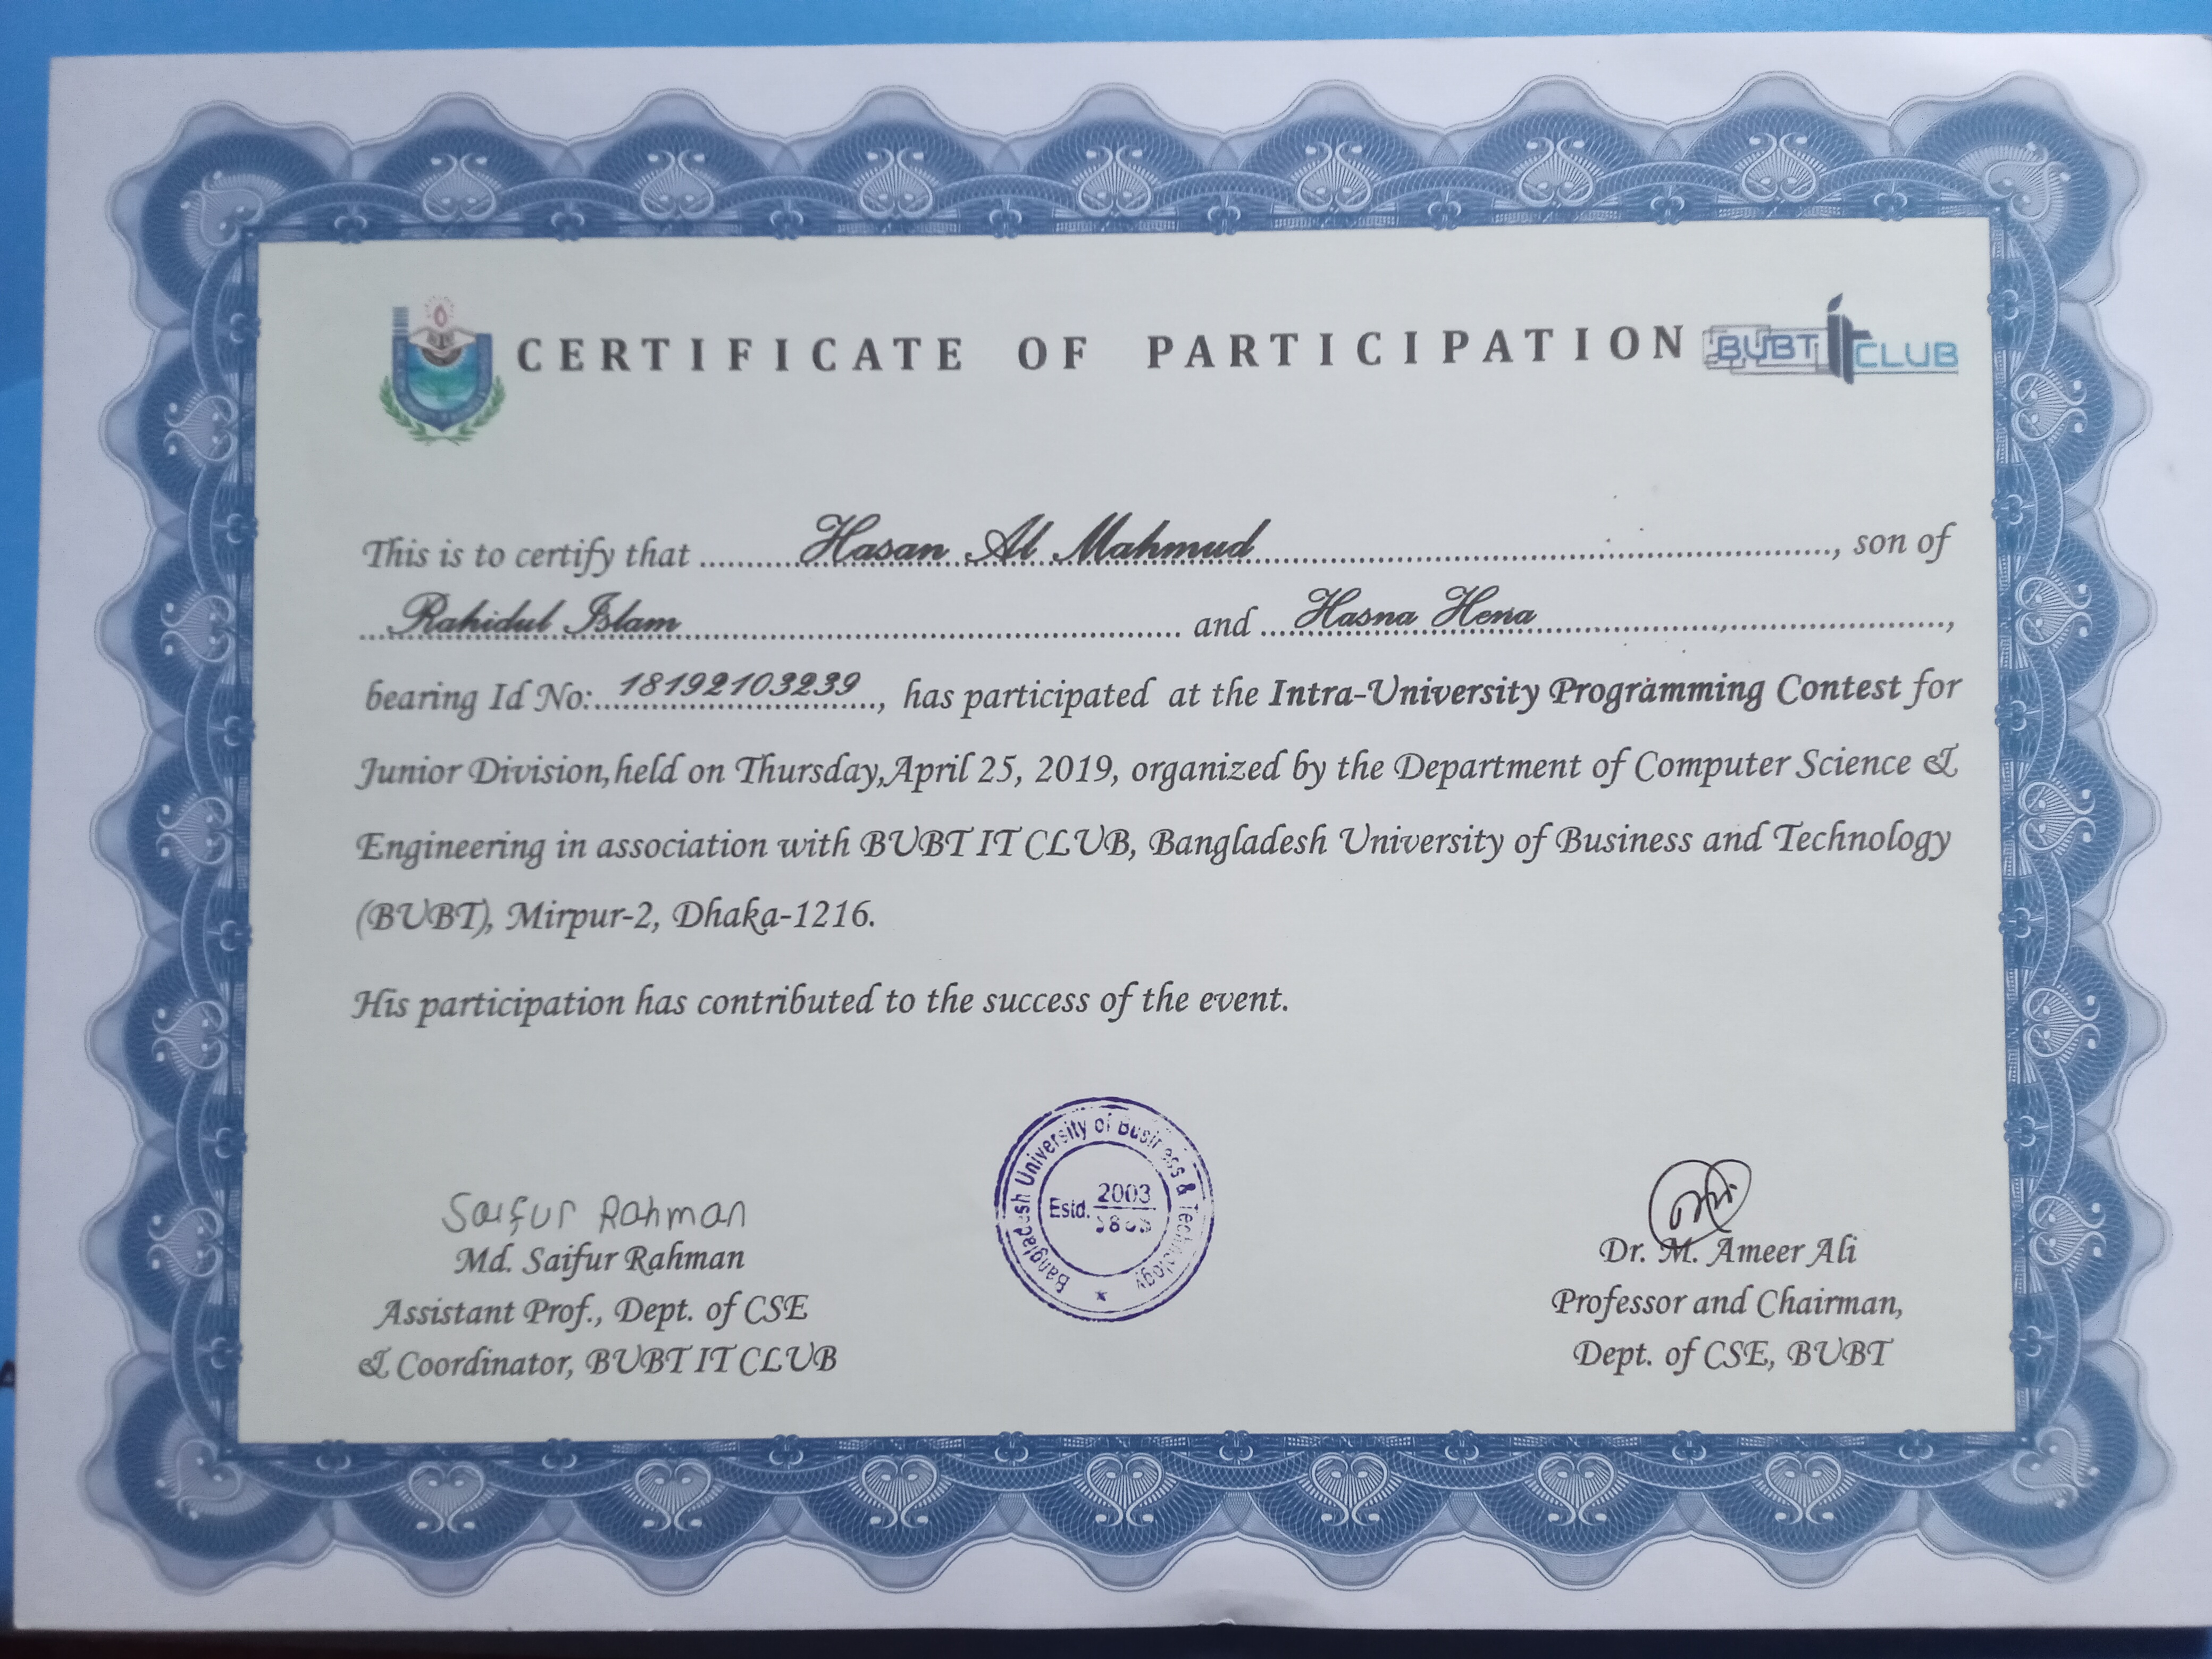 CERTIFICATE OF PARTICIPATION
BUBT it CLUB
This is to certify that ..........Hasan Al Mahmud.........................................................., son of
...Rahidul Islam.................................................. and ....Hasna Hena..........................................,
bearing Id No:..18192103239.., has participated at the Intra-University Programming Contest for
Junior Division,held on Thursday,April 25, 2019, organized by the Department of Computer Science &
Engineering in association with BUBT IT CLUB, Bangladesh University of Business and Technology
(BUBT), Mirpur-2, Dhaka-1216.
His participation has contributed to the success of the event.
Bangladesh University of Business & Technology
Estd. 2003
Saifur Rahman
Md. Saifur Rahman
Assistant Prof., Dept. of CSE
& Coordinator, BUBT IT CLUB
Dr. M. Ameer Ali
Professor and Chairman,
Dept. of CSE, BUBT